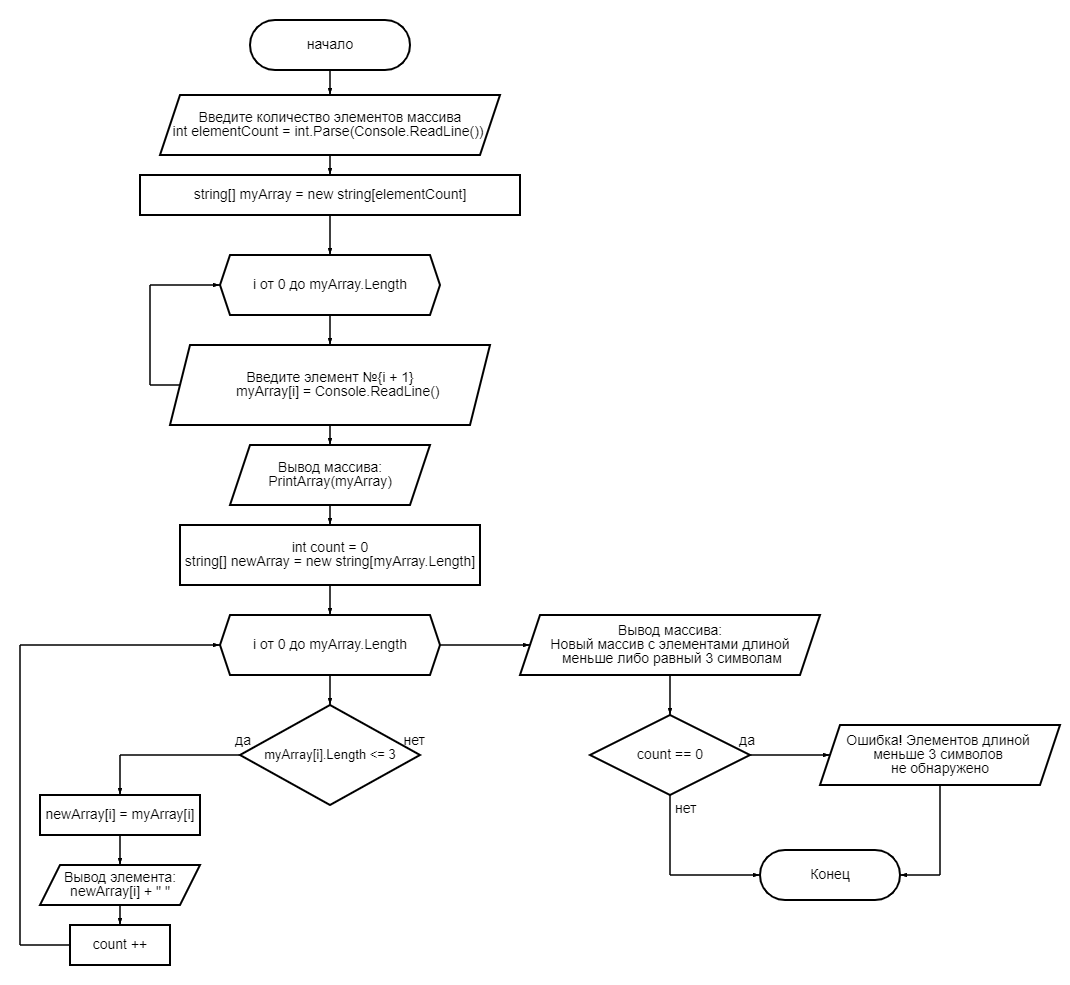 начало
Введите количество элементов массива
int elementCount = int.Parse(Console.ReadLine())
string[] myArray = new string[elementCount]
i от 0 до myArray.Length
Введите элемент №{i + 1}
myArray[i] = Console.ReadLine()
Вывод массива:
PrintArray(myArray)
int count = 0
string[] newArray = new string[myArray.Length]
i от 0 до myArray.Length
Вывод массива:
Новый массив с элементами длиной
меньше либо равный 3 символам
да
myArray[i].Length <= 3
нет
newArray[i] = myArray[i]
Вывод элемента:
newArray[i] + " "
count ++
count == 0
да
нет
Ошибка! Элементов длиной
меньше 3 символов
не обнаружено
Конец